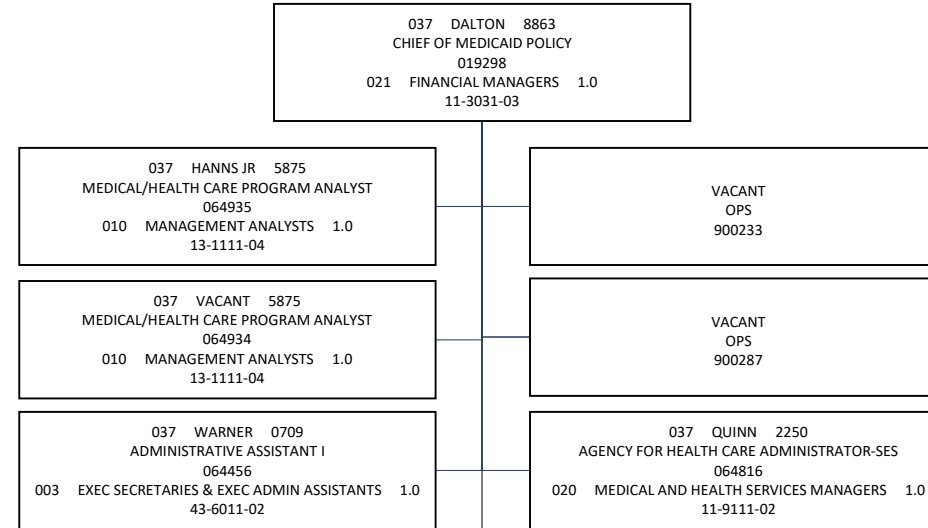 037 DALTON 8863
CHIEF OF MEDICAID POLICY
019298
021 FINANCIAL MANAGERS 1.0
11-3031-03
037 HANNS JR 5875
MEDICAL/HEALTH CARE PROGRAM ANALYST
064935
010 MANAGEMENT ANALYSTS 1.0
13-1111-04
VACANT
OPS
900233
037 VACANT 5875
MEDICAL/HEALTH CARE PROGRAM ANALYST
064934
010 MANAGEMENT ANALYSTS 1.0
13-1111-04
VACANT
OPS
900287
037 WARNER 0709
ADMINISTRATIVE ASSISTANT I
064456
003 EXEC SECRETARIES & EXEC ADMIN ASSISTANTS 1.0
43-6011-02
037 QUINN 2250
AGENCY FOR HEALTH CARE ADMINISTRATOR-SES
064816
020 MEDICAL AND HEALTH SERVICES MANAGERS 1.0
11-9111-02